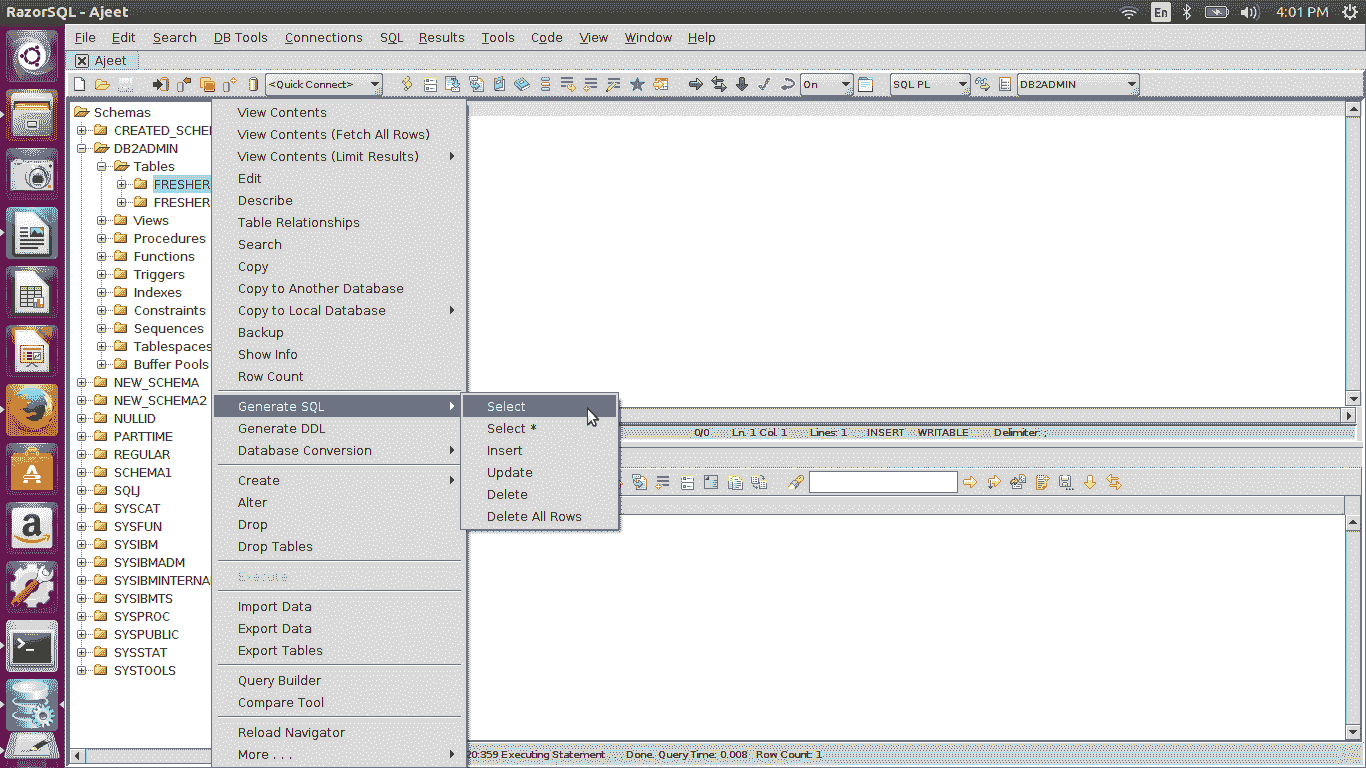 RazorSQL - Ajeet
En
4:01 PM
File Edit Search DB Tools Connections SQL Results Tools Code View Window Help
Ajeet
<Quick Connect>
On
SQL PL
DB2ADMIN
Schemas
CREATED_SCHE
DB2ADMIN
Tables
FRESHER
FRESHER
Views
Procedures
Functions
Triggers
Indexes
Constraints
Sequences
Tablespaces
Buffer Pools
NEW_SCHEMA
NEW_SCHEMA2
NULLID
PARTTIME
REGULAR
SCHEMA1
SQLJ
SYSCAT
SYSFUN
SYSIBM
SYSIBMADM
SYSIBMINTERNA
SYSIBMTS
SYSPROC
SYSPUBLIC
SYSSTAT
SYSTOOLS
View Contents
View Contents (Fetch All Rows)
View Contents (Limit Results)
Edit
Describe
Table Relationships
Search
Copy
Copy to Another Database
Copy to Local Database
Backup
Show Info
Row Count
Generate SQL
Generate DDL
Database Conversion
Create
Alter
Drop
Drop Tables
Execute
Import Data
Export Data
Export Tables
Query Builder
Compare Tool
Reload Navigator
More . . .
Select
Select *
Insert
Update
Delete
Delete All Rows
0/0 Ln. 1 Col. 1 Lines: 1 INSERT WRITABLE Delimiter: ;
20:359 Executing Statement . . . Done. Query Time: 0.008 Row Count: 1